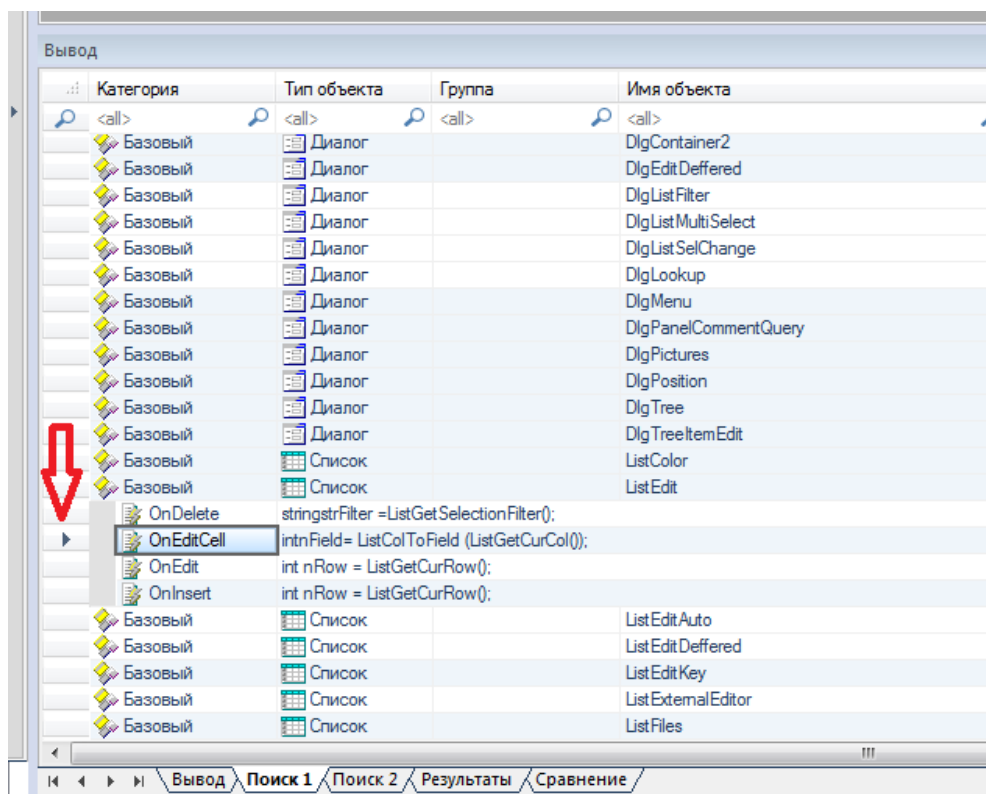 Вывод
Категория Тип объекта Группа Имя объекта
<all> <all> <all> <all>
Базовый Диалог DlgContainer2
Базовый Диалог DlgEditDeffered
Базовый Диалог DlgListFilter
Базовый Диалог DlgListMultiSelect
Базовый Диалог DlgListSelChange
Базовый Диалог DlgLookup
Базовый Диалог DlgMenu
Базовый Диалог DlgPanelCommentQuery
Базовый Диалог DlgPictures
Базовый Диалог DlgPosition
Базовый Диалог DlgTree
Базовый Диалог DlgTreeItemEdit
Базовый Список ListColor
Базовый Список ListEdit
OnDelete stringstrFilter =ListGetSelectionFilter();
OnEditCell intnField= ListColToField (ListGetCurCol());
OnEdit int nRow = ListGetCurRow();
OnInsert int nRow = ListGetCurRow();
Базовый Список ListEditAuto
Базовый Список ListEditDeffered
Базовый Список ListEditKey
Базовый Список ListExternalEditor
Базовый Список ListFiles
Вывод Поиск 1 Поиск 2 Результаты Сравнение